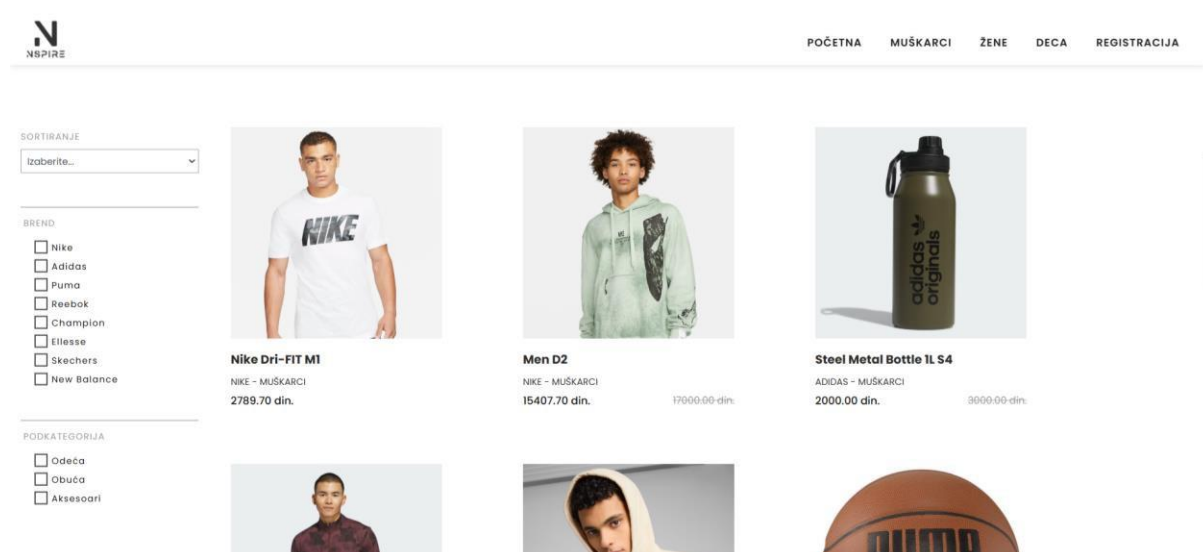 N
NSPIRE
POČETNA MUŠKARCI ŽENE DECA REGISTRACIJA
SORTIRANJE
Izaberite...
BREND
Nike
Adidas
Puma
Reebok
Champion
Ellesse
Skechers
New Balance
PODKATEGORIJA
Odeća
Obuća
Aksesoari
NIKE
Nike Dri-FIT M1
NIKE - MUŠKARCI
2789.70 din.
Men D2
NIKE - MUŠKARCI
15407.70 din. 17000.00 din.
adidas
originals
Steel Metal Bottle 1L S4
ADIDAS - MUŠKARCI
2000.00 din. 3000.00 din.
PUMA